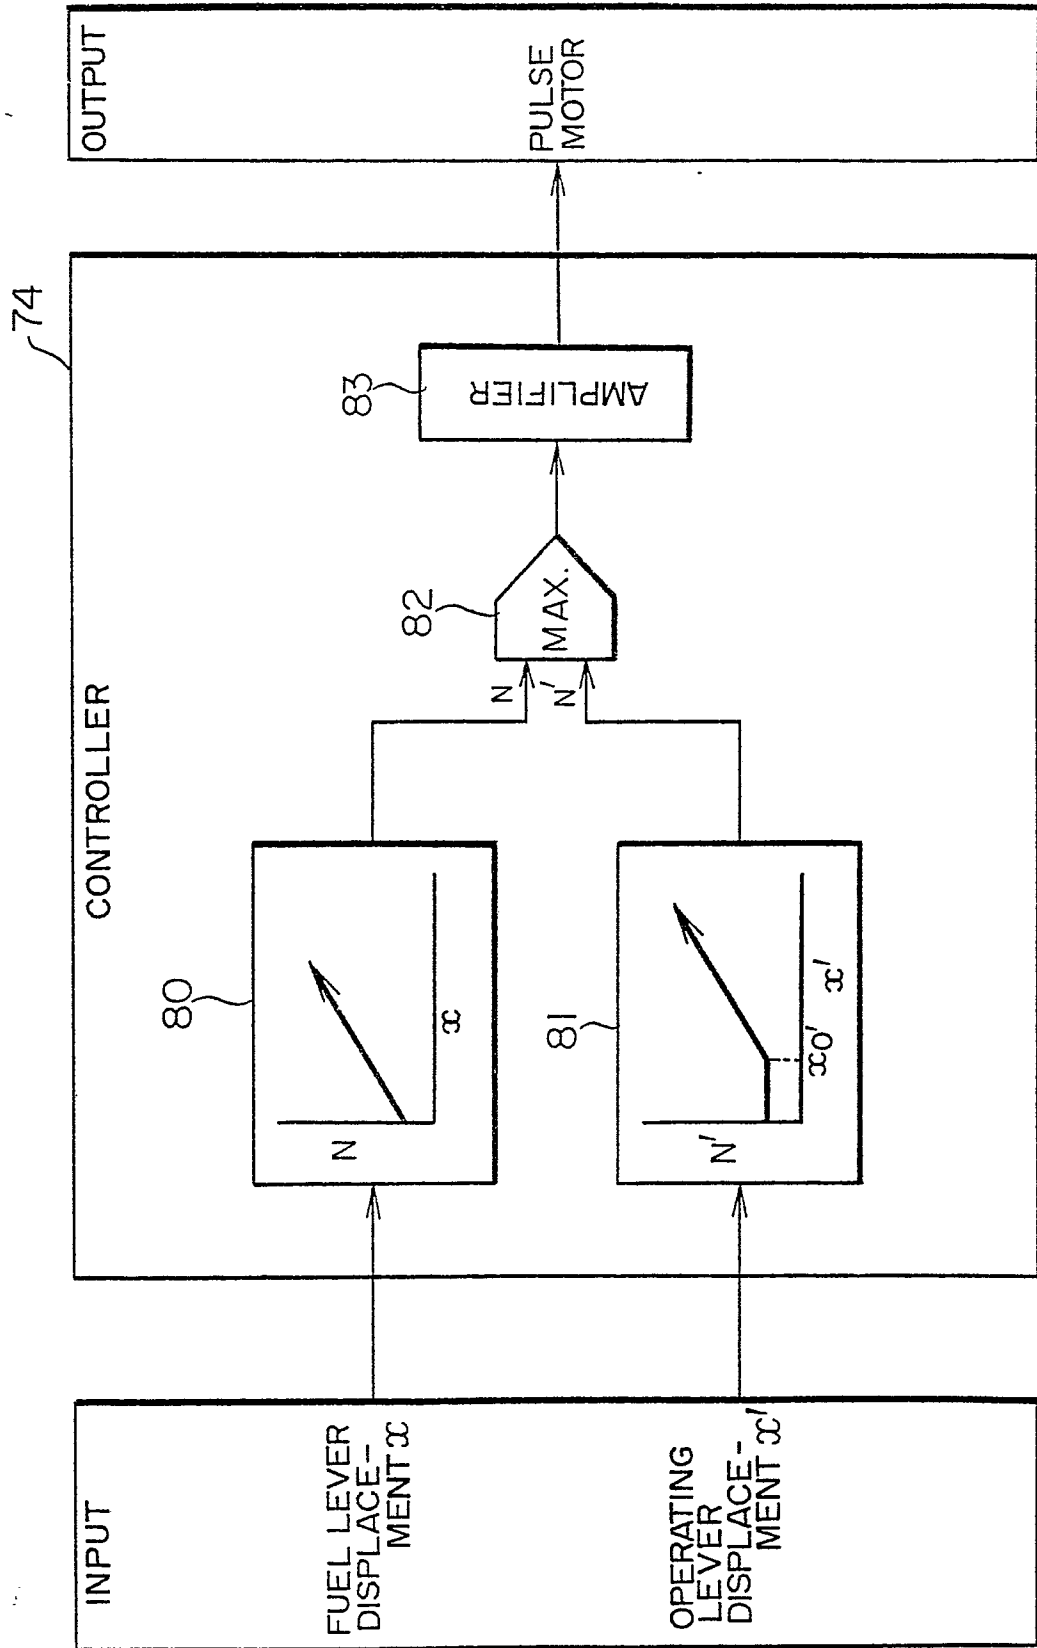 INPUT
FUEL LEVER
DISPLACE-
MENT x
OPERATING
LEVER
DISPLACE-
MENT x'
CONTROLLER
74
80
N
x
81
N'
x0'
x'
N
N'
82
MAX.
83
AMPLIFIER
OUTPUT
PULSE
MOTOR